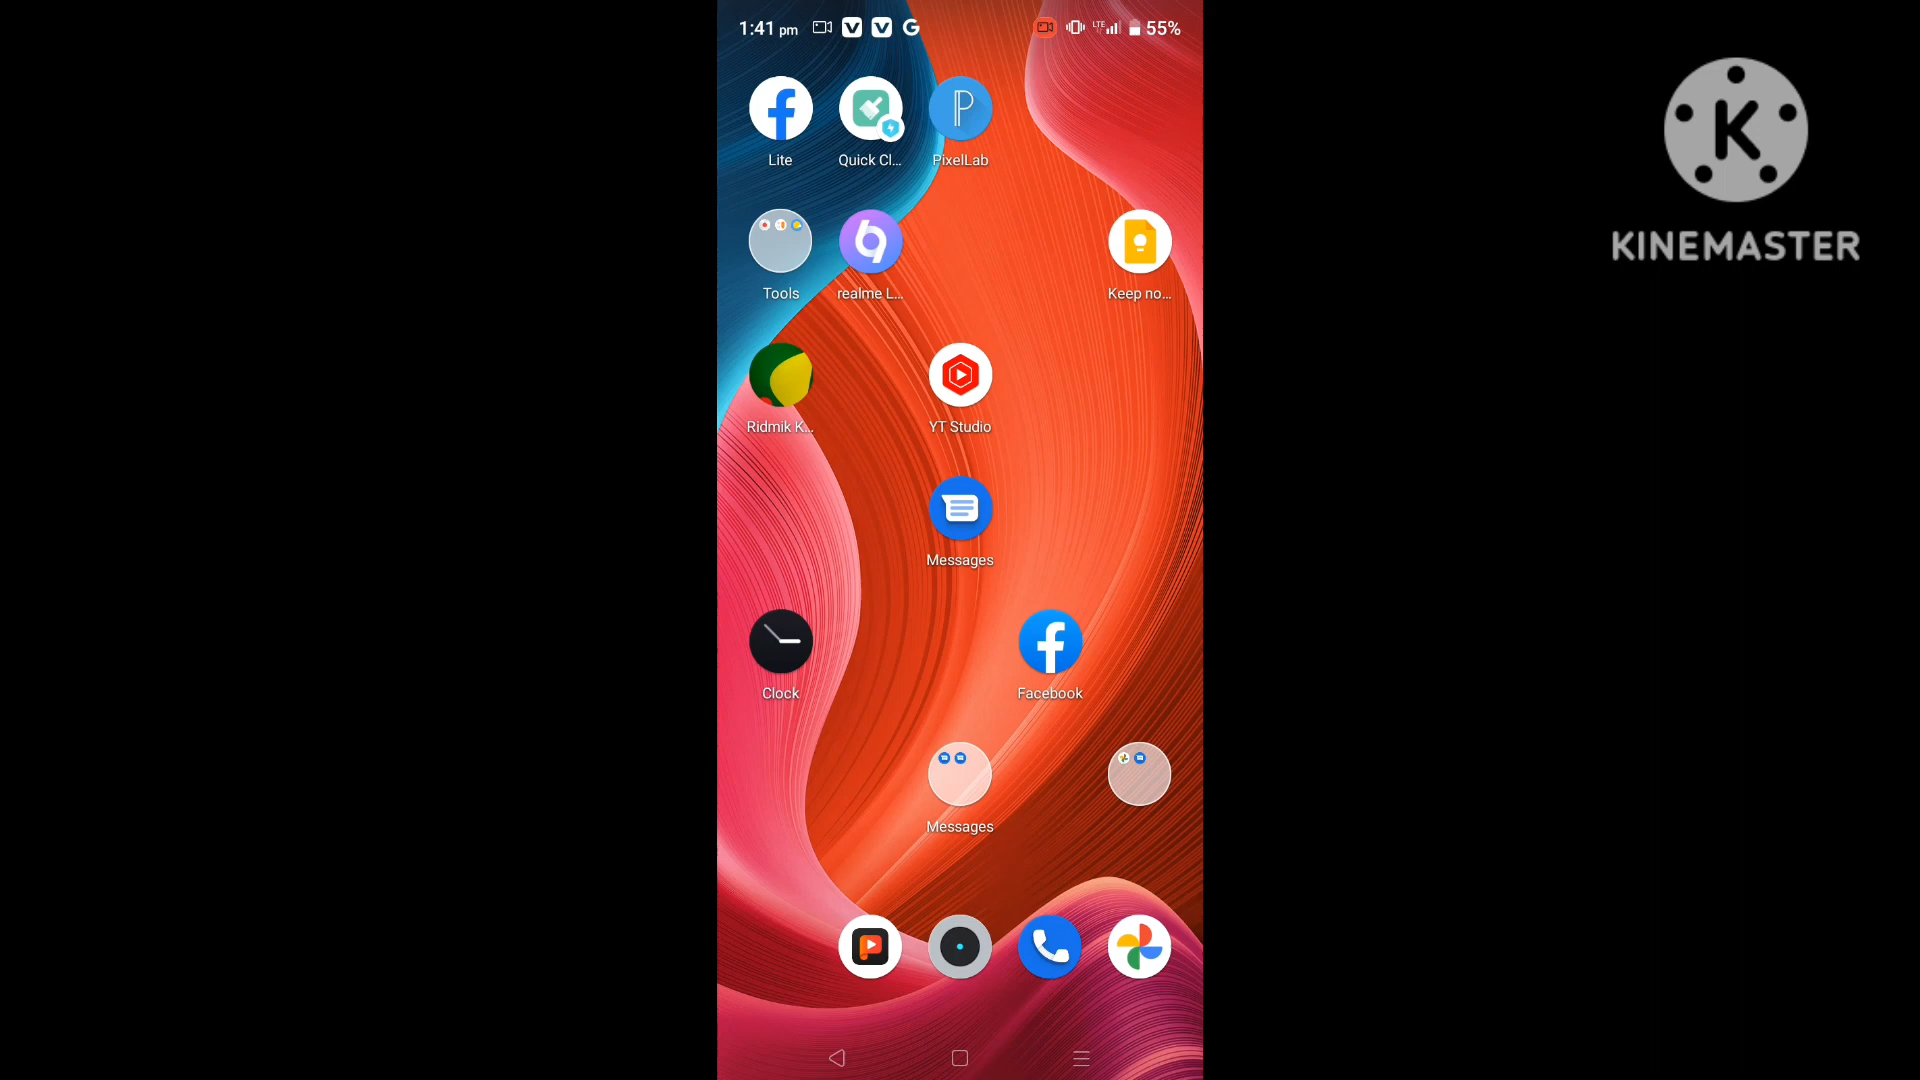 1:41 pm
LTE
55%
KINEMASTER
Lite
Quick Cl...
PixelLab
Tools
realme L...
Keep no...
Ridmik K...
YT Studio
Messages
Clock
Facebook
Messages